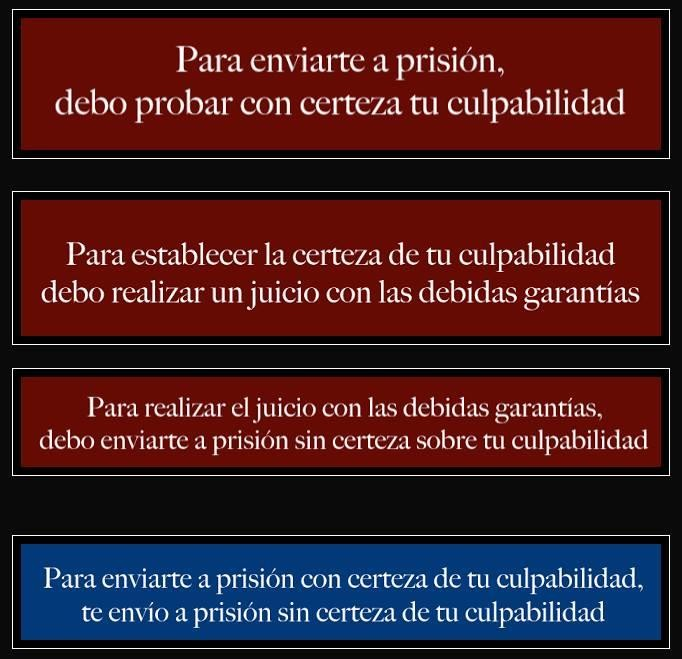 Para enviarte a prisión,
debo probar con certeza tu culpabilidad
Para establecer la certeza de tu culpabilidad
debo realizar un juicio con las debidas garantías
Para realizar el juicio con las debidas garantías,
debo enviarte a prisión sin certeza sobre tu culpabilidad
Para enviarte a prisión con certeza de tu culpabilidad,
te envío a prisión sin certeza de tu culpabilidad